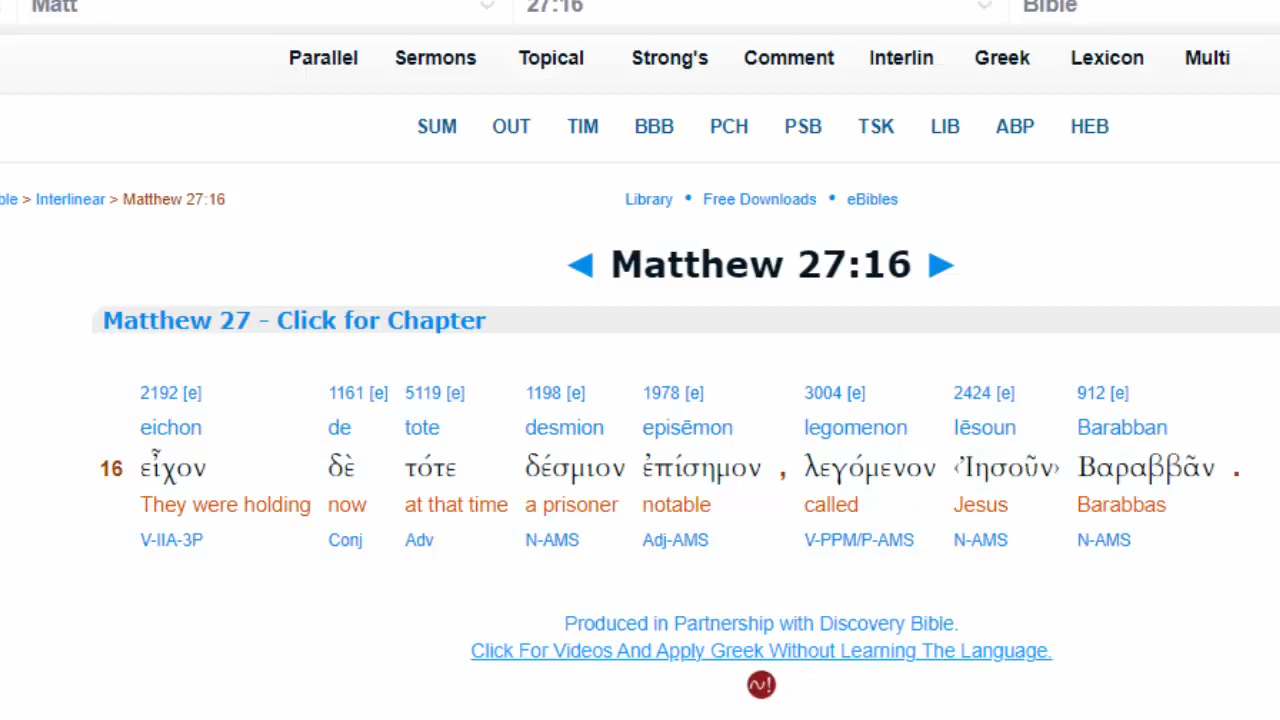 Matt 27:16 Bible
Parallel Sermons Topical Strong's Comment Interlin Greek Lexicon Multi
SUM OUT TIM BBB PCH PSB TSK LIB ABP HEB
ble > Interlinear > Matthew 27:16 Library • Free Downloads • eBibles
◄ Matthew 27:16 ►
Matthew 27 - Click for Chapter
2192 [e] 1161 [e] 5119 [e] 1198 [e] 1978 [e] 3004 [e] 2424 [e] 912 [e]
eichon de tote desmion episēmon legomenon Iēsoun Barabban
16 εἶχον δὲ τότε δέσμιον ἐπίσημον , λεγόμενον ‹Ἰησοῦν› Βαραββᾶν .
They were holding now at that time a prisoner notable called Jesus Barabbas
V-IIA-3P Conj Adv N-AMS Adj-AMS V-PPM/P-AMS N-AMS N-AMS
Produced in Partnership with Discovery Bible.
Click For Videos And Apply Greek Without Learning The Language.